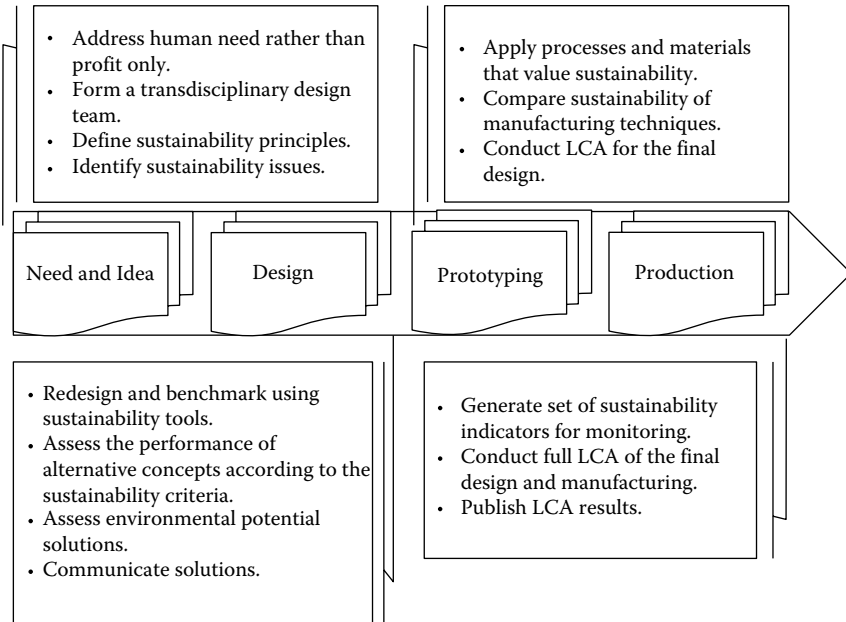 • Address human need rather than
profit only.
• Form a transdisciplinary design
team.
• Define sustainability principles.
• Identify sustainability issues.
• Apply processes and materials
that value sustainability.
• Compare sustainability of
manufacturing techniques.
• Conduct LCA for the final
design.
Need and Idea
Design
Prototyping
Production
• Redesign and benchmark using
sustainability tools.
• Assess the performance of
alternative concepts according to the
sustainability criteria.
• Assess environmental potential
solutions.
• Communicate solutions.
• Generate set of sustainability
indicators for monitoring.
• Conduct full LCA of the final
design and manufacturing.
• Publish LCA results.